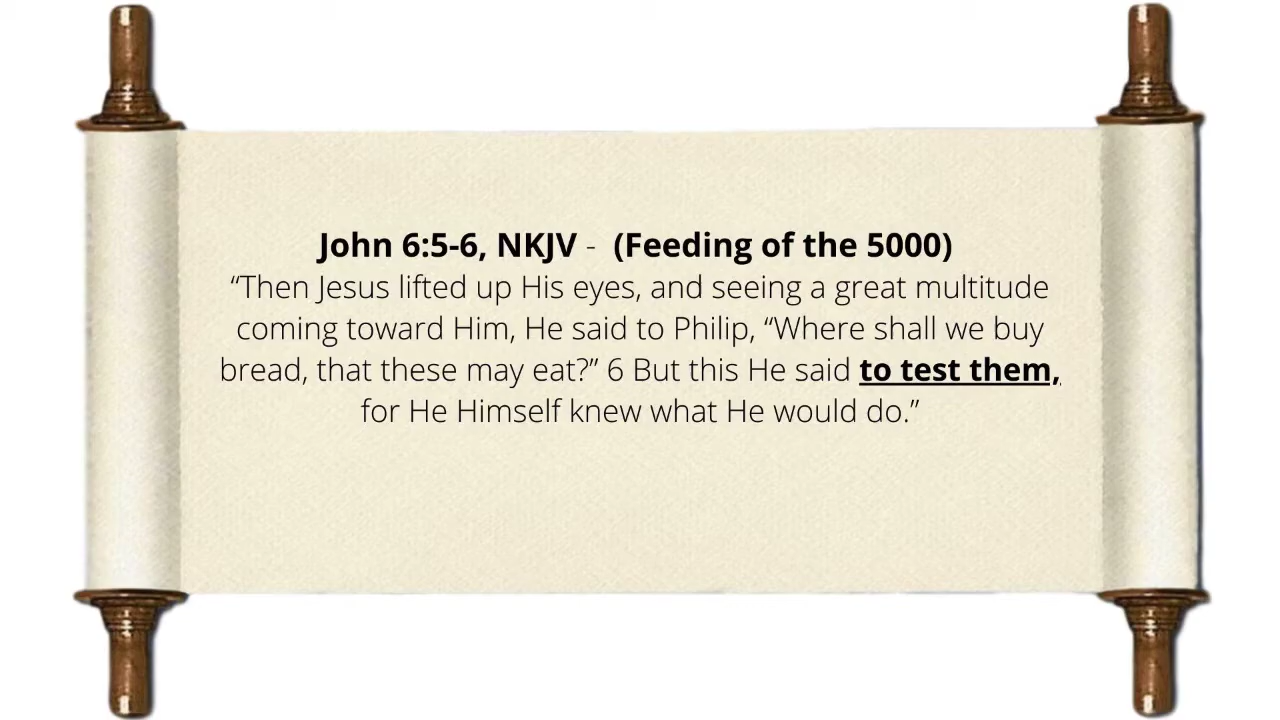 John 6:5-6, NKJV -  (Feeding of the 5000)
“Then Jesus lifted up His eyes, and seeing a great multitude
coming toward Him, He said to Philip, “Where shall we buy
bread, that these may eat?” 6 But this He said to test them,
for He Himself knew what He would do.”